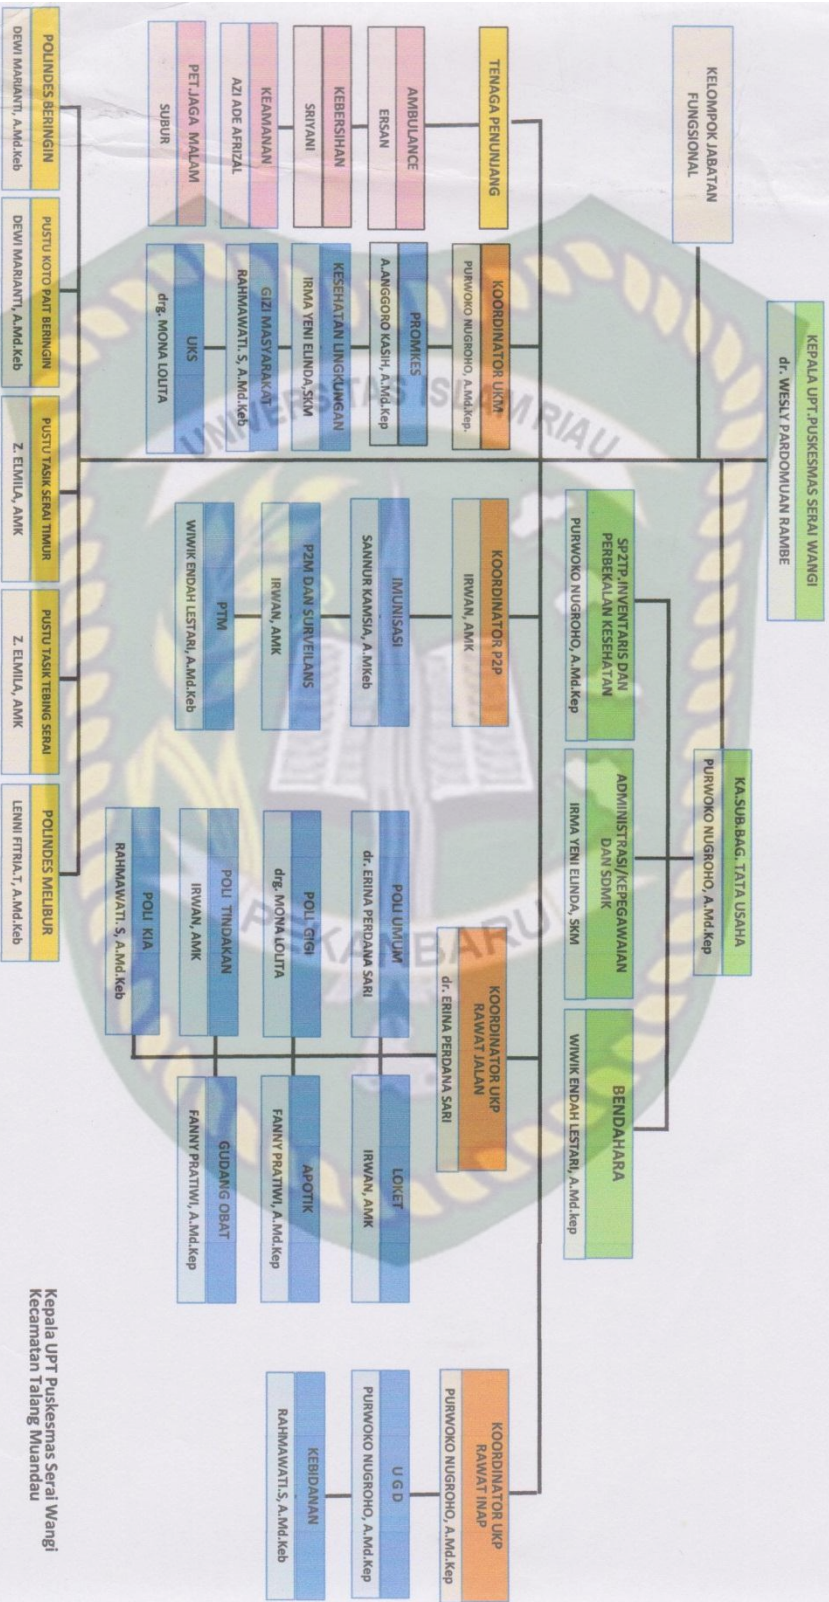 KEPALA UPT.PUSKESMAS SERAI WANGI
dr. WESLY PARDOMUAN RAMBE
KELOMPOK JABATAN
FUNGSIONAL
KA.SUB.BAG. TATA USAHA
PURWOKO NUGROHO, A.Md.Kep
SP2TP.INVENTARIS DAN
PERBEKALAN KESEHATAN
PURWOKO NUGROHO, A.Md.Kep
ADMINISTRASI/KEPEGAWAIAN
DAN SDMK
IRMA YENI ELINDA, SKM
BENDAHARA
WIWIK ENDAH LESTARI, A.Md.kep
TENAGA PENUNJANG
AMBULANCE
ERSAN
KEBERSIHAN
SRIYANI
KEAMANAN
AZI ADE AFRIZAL
PET.JAGA MALAM
SUBUR
KOORDINATOR UKM
PURWOKO NUGROHO, A.Md.kep.
PROMKES
A.ANGGORO KASIH, A.Md.Kep
KESEHATAN LINGKUNGAN
IRMA YENI ELINDA,SKM
GIZI MASYARAKAT
RAHMAWATI. S, A.Md.Keb
UKS
drg. MONA LOLITA
KOORDINATOR P2P
IRWAN, AMK
IMUNISASI
SANNUR KAMSIA, A.MKeb
P2M DAN SURVEILANS
IRWAN, AMK
PTM
WIWIK ENDAH LESTARI, A.Md.Keb
KOORDINATOR UKP
RAWAT JALAN
dr. ERINA PERDANA SARI
POLI UMUM
dr. ERINA PERDANA SARI
POLI GIGI
drg. MONA LOLITA
POLI TINDAKAN
IRWAN, AMK
POLI KIA
RAHMAWATI. S, A.Md.Keb
LOKET
IRWAN, AMK
APOTIK
FANNY PRATIWI, A.Md.Kep
GUDANG OBAT
FANNY PRATIWI, A.Md.Kep
KOORDINATOR UKP
RAWAT INAP
PURWOKO NUGROHO, A.Md.Kep
U G D
PURWOKO NUGROHO, A.Md.Kep
KEBIDANAN
RAHMAWATI.S, A.Md.Keb
POLINDES BERINGIN
DEWI MARIANTI, A.Md.Keb
PUSTU KOTO PAIT BERINGIN
DEWI MARIANTI, A.Md.Keb
PUSTU TASIK SERAI TIMUR
Z. ELMILA, AMK
PUSTU TASIK TEBING SERAI
Z. ELMILA, AMK
POLINDES MELIBUR
LENNI FITRIA.T, A.Md.Keb
Kepala UPT Puskesmas Serai Wangi
Kecamatan Talang Muandau
UNIVERSITAS ISLAM RIAU
PEKANBARU